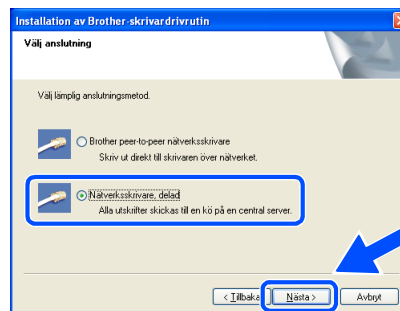 Installation av Brother-skrivardrivrutin
Välj anslutning
Välj lämplig anslutningsmetod.
Brother peer-to-peer nätverksskrivare
Skriv ut direkt till skrivaren över nätverket.
Nätverksskrivare, delad
Alla utskrifter skickas till en kö på en central server.
< Tillbaka
Nästa >
Avbryt